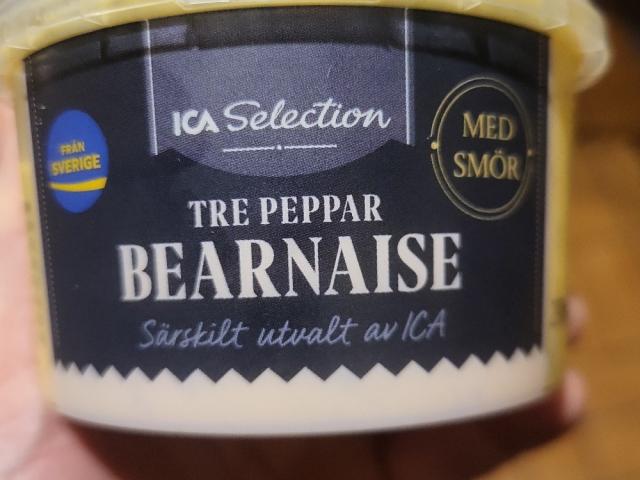 ICA Selection
FRÅN
SVERIGE
MED
SMÖR
TRE PEPPAR
BEARNAISE
Särskilt utvalt av ICA